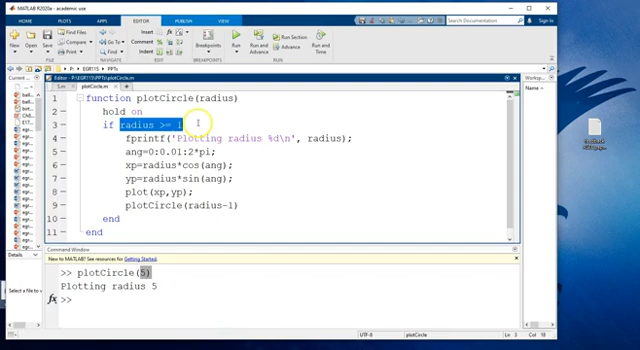 MATLAB R2020a - academic use
HOME PLOTS APPS EDITOR PUBLISH VIEW
Search Documentation Sign In
New Open Save Find Files Compare Print Go To Find Insert Comment Indent Breakpoints Run Run and Advance Run Section Advance Run and Time
FILE NAVIGATE EDIT BREAKPOINTS RUN
P: EGR115 PPTs
Editor - P:\EGR115\PPTs\plotCircle.m
plotCircle.m
1 function plotCircle(radius)
2 hold on
3 if radius >= 1
4 fprintf('Plotting radius %d\n', radius);
5 ang=0:0.01:2*pi;
6 xp=radius*cos(ang);
7 yp=radius*sin(ang);
8 plot(xp,yp);
9 plotCircle(radius-1)
10 end
11 end
Details
Select a file to v
Command Window
New to MATLAB? See resources for Getting Started.
>> plotCircle(5)
Plotting radius 5
fx >>
UTF-8 plotCircle Ln 3 Col 18